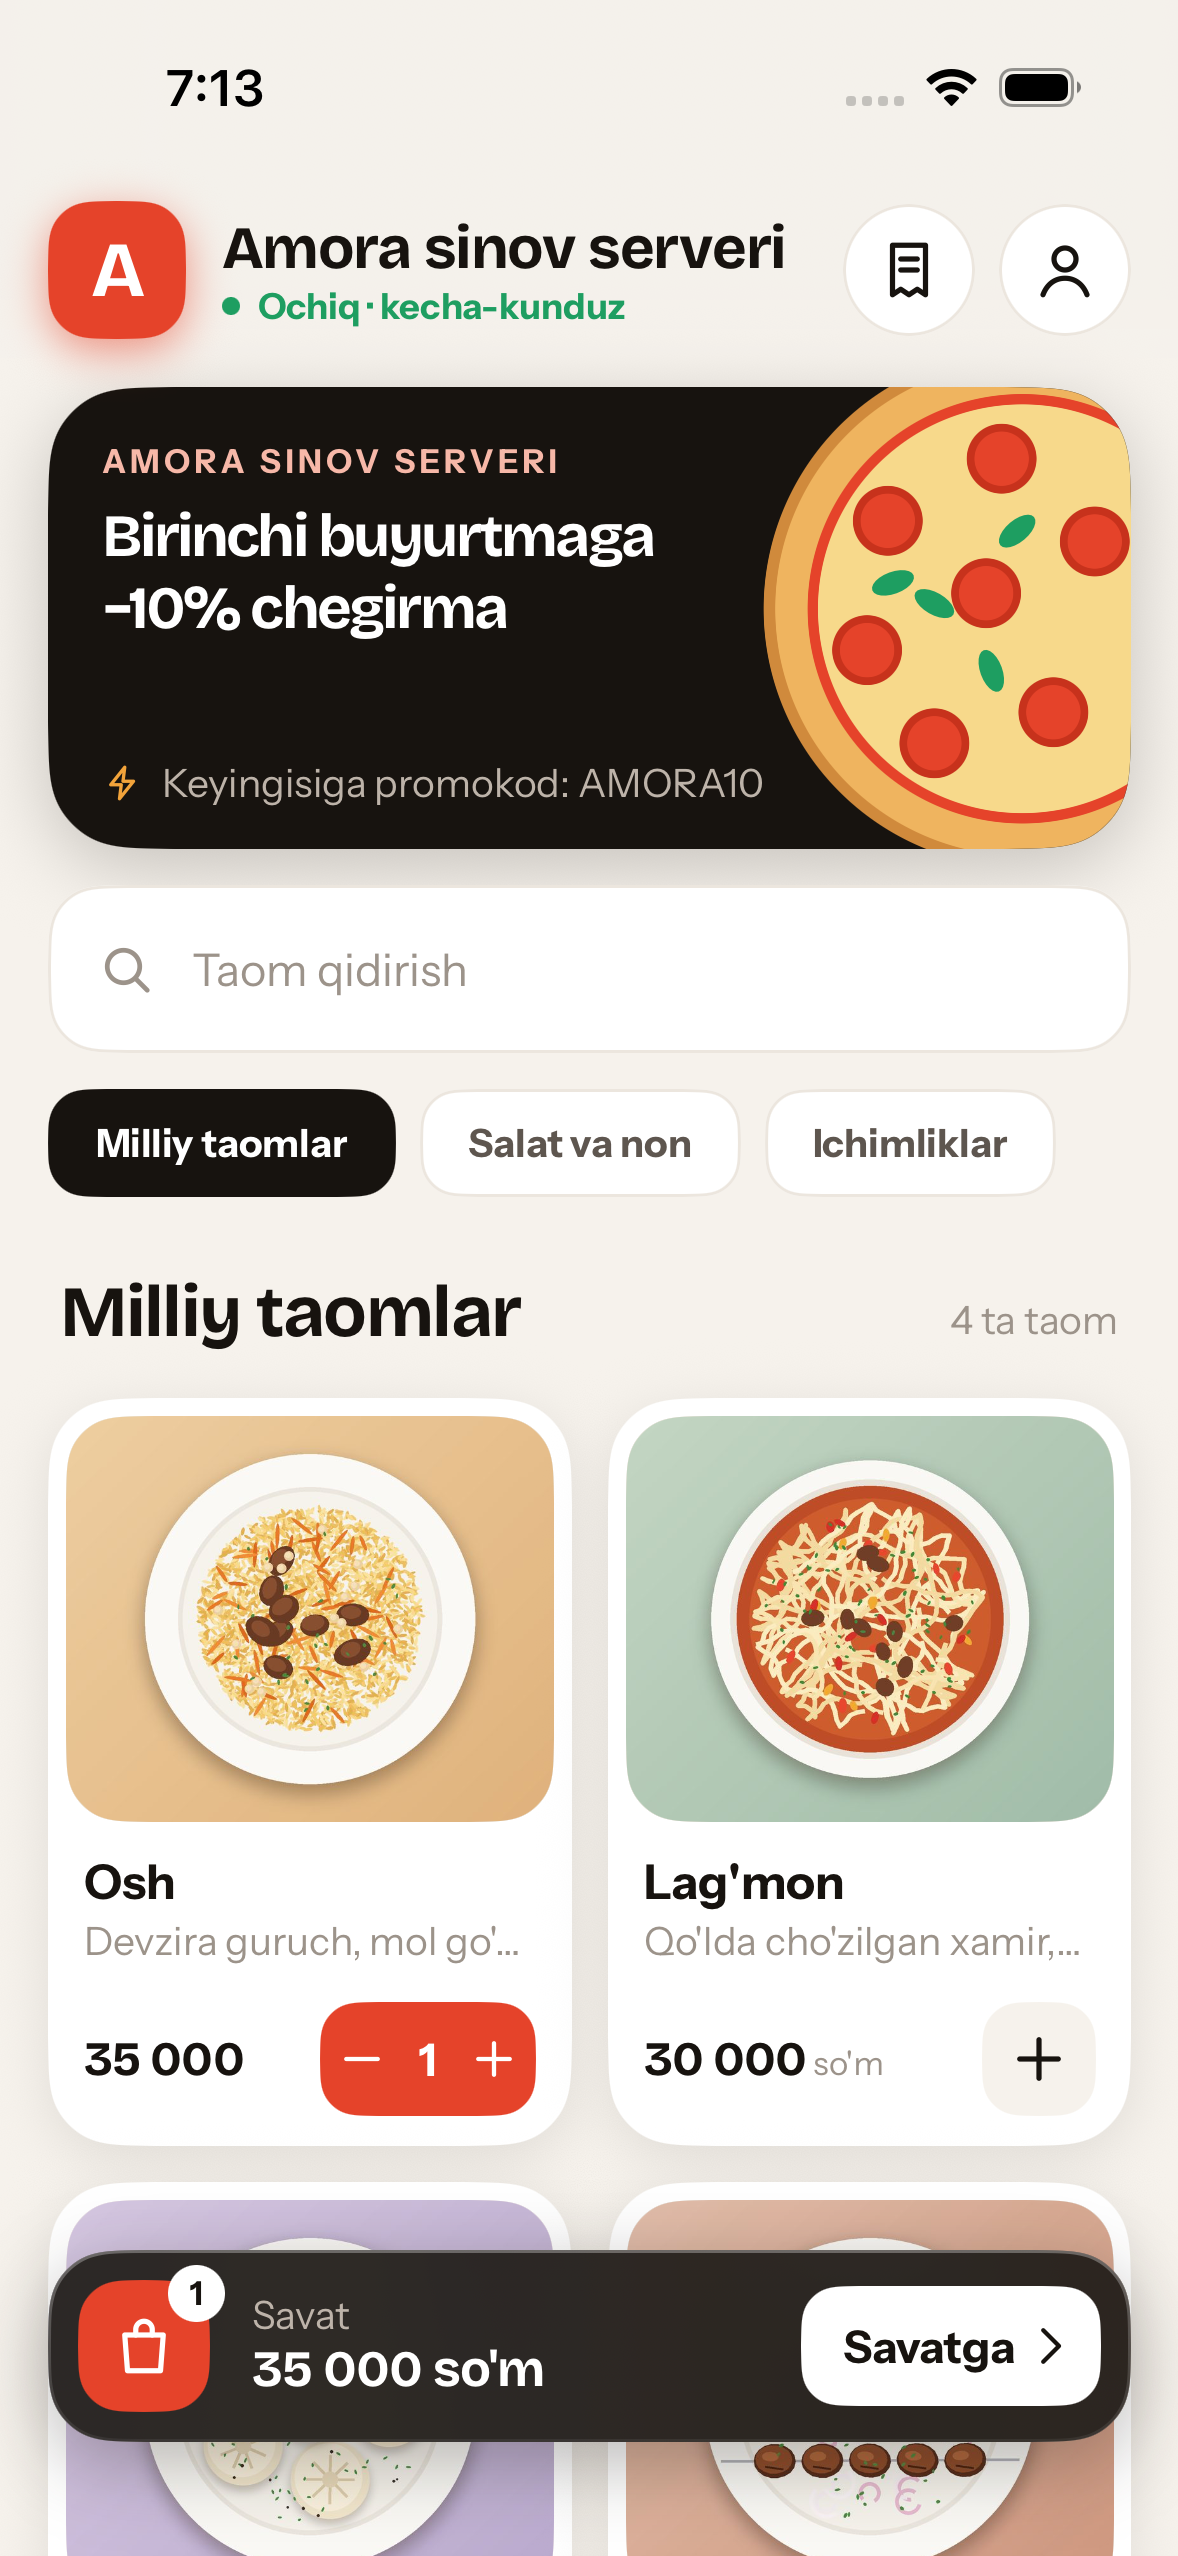 7:13
A
Amora sinov serveri
Ochiq · kecha-kunduz
AMORA SINOV SERVERI
Birinchi buyurtmaga
−10% chegirma
Keyingisiga promokod: AMORA10
Taom qidirish
Milliy taomlar
Salat va non
Ichimliklar
Milliy taomlar
4 ta taom
Osh
Devzira guruch, mol go'...
35 000
1
Lag'mon
Qo'lda cho'zilgan xamir,...
30 000 so'm
1
Savat
35 000 so'm
Savatga